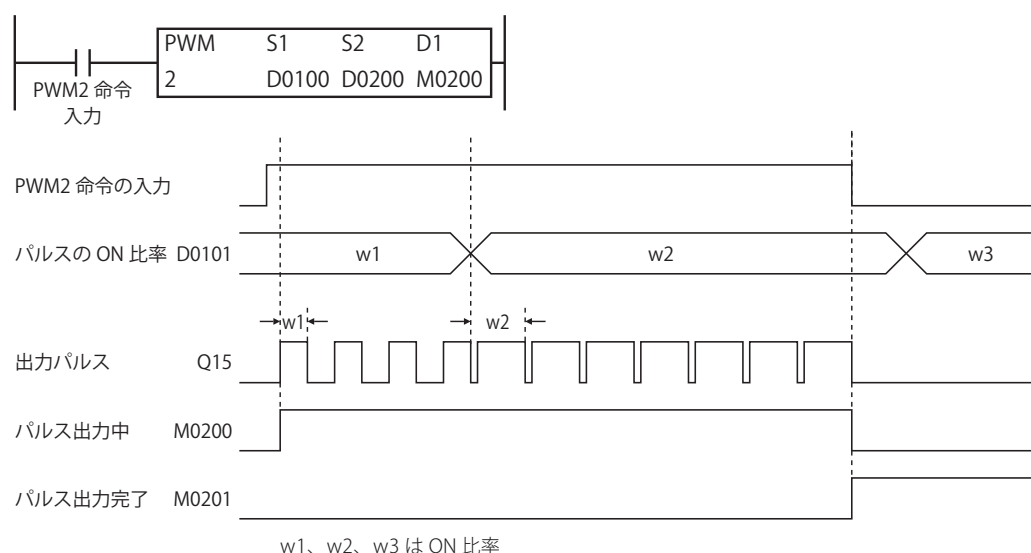 PWM S1 S2 D1
2 D0100 D0200 M0200
PWM2 命令
入力
PWM2 命令の入力
パルスの ON 比率 D0101 w1 w2 w3
w1 w2
出力パルス Q15
パルス出力中 M0200
パルス出力完了 M0201
w1、w2、w3 は ON 比率